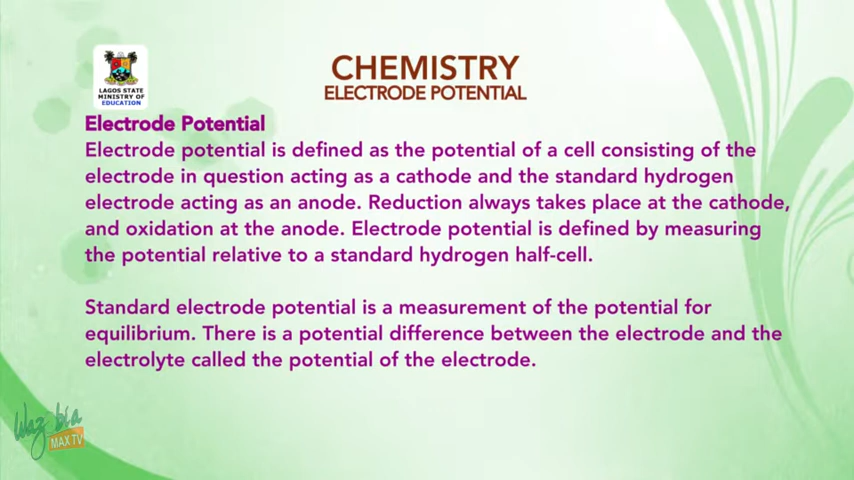 LAGOS STATE
MINISTRY OF
EDUCATION
CHEMISTRY
ELECTRODE POTENTIAL
Electrode Potential
Electrode potential is defined as the potential of a cell consisting of the
electrode in question acting as a cathode and the standard hydrogen
electrode acting as an anode. Reduction always takes place at the cathode,
and oxidation at the anode. Electrode potential is defined by measuring
the potential relative to a standard hydrogen half-cell.
Standard electrode potential is a measurement of the potential for
equilibrium. There is a potential difference between the electrode and the
electrolyte called the potential of the electrode.
Wazobia
MAX TV